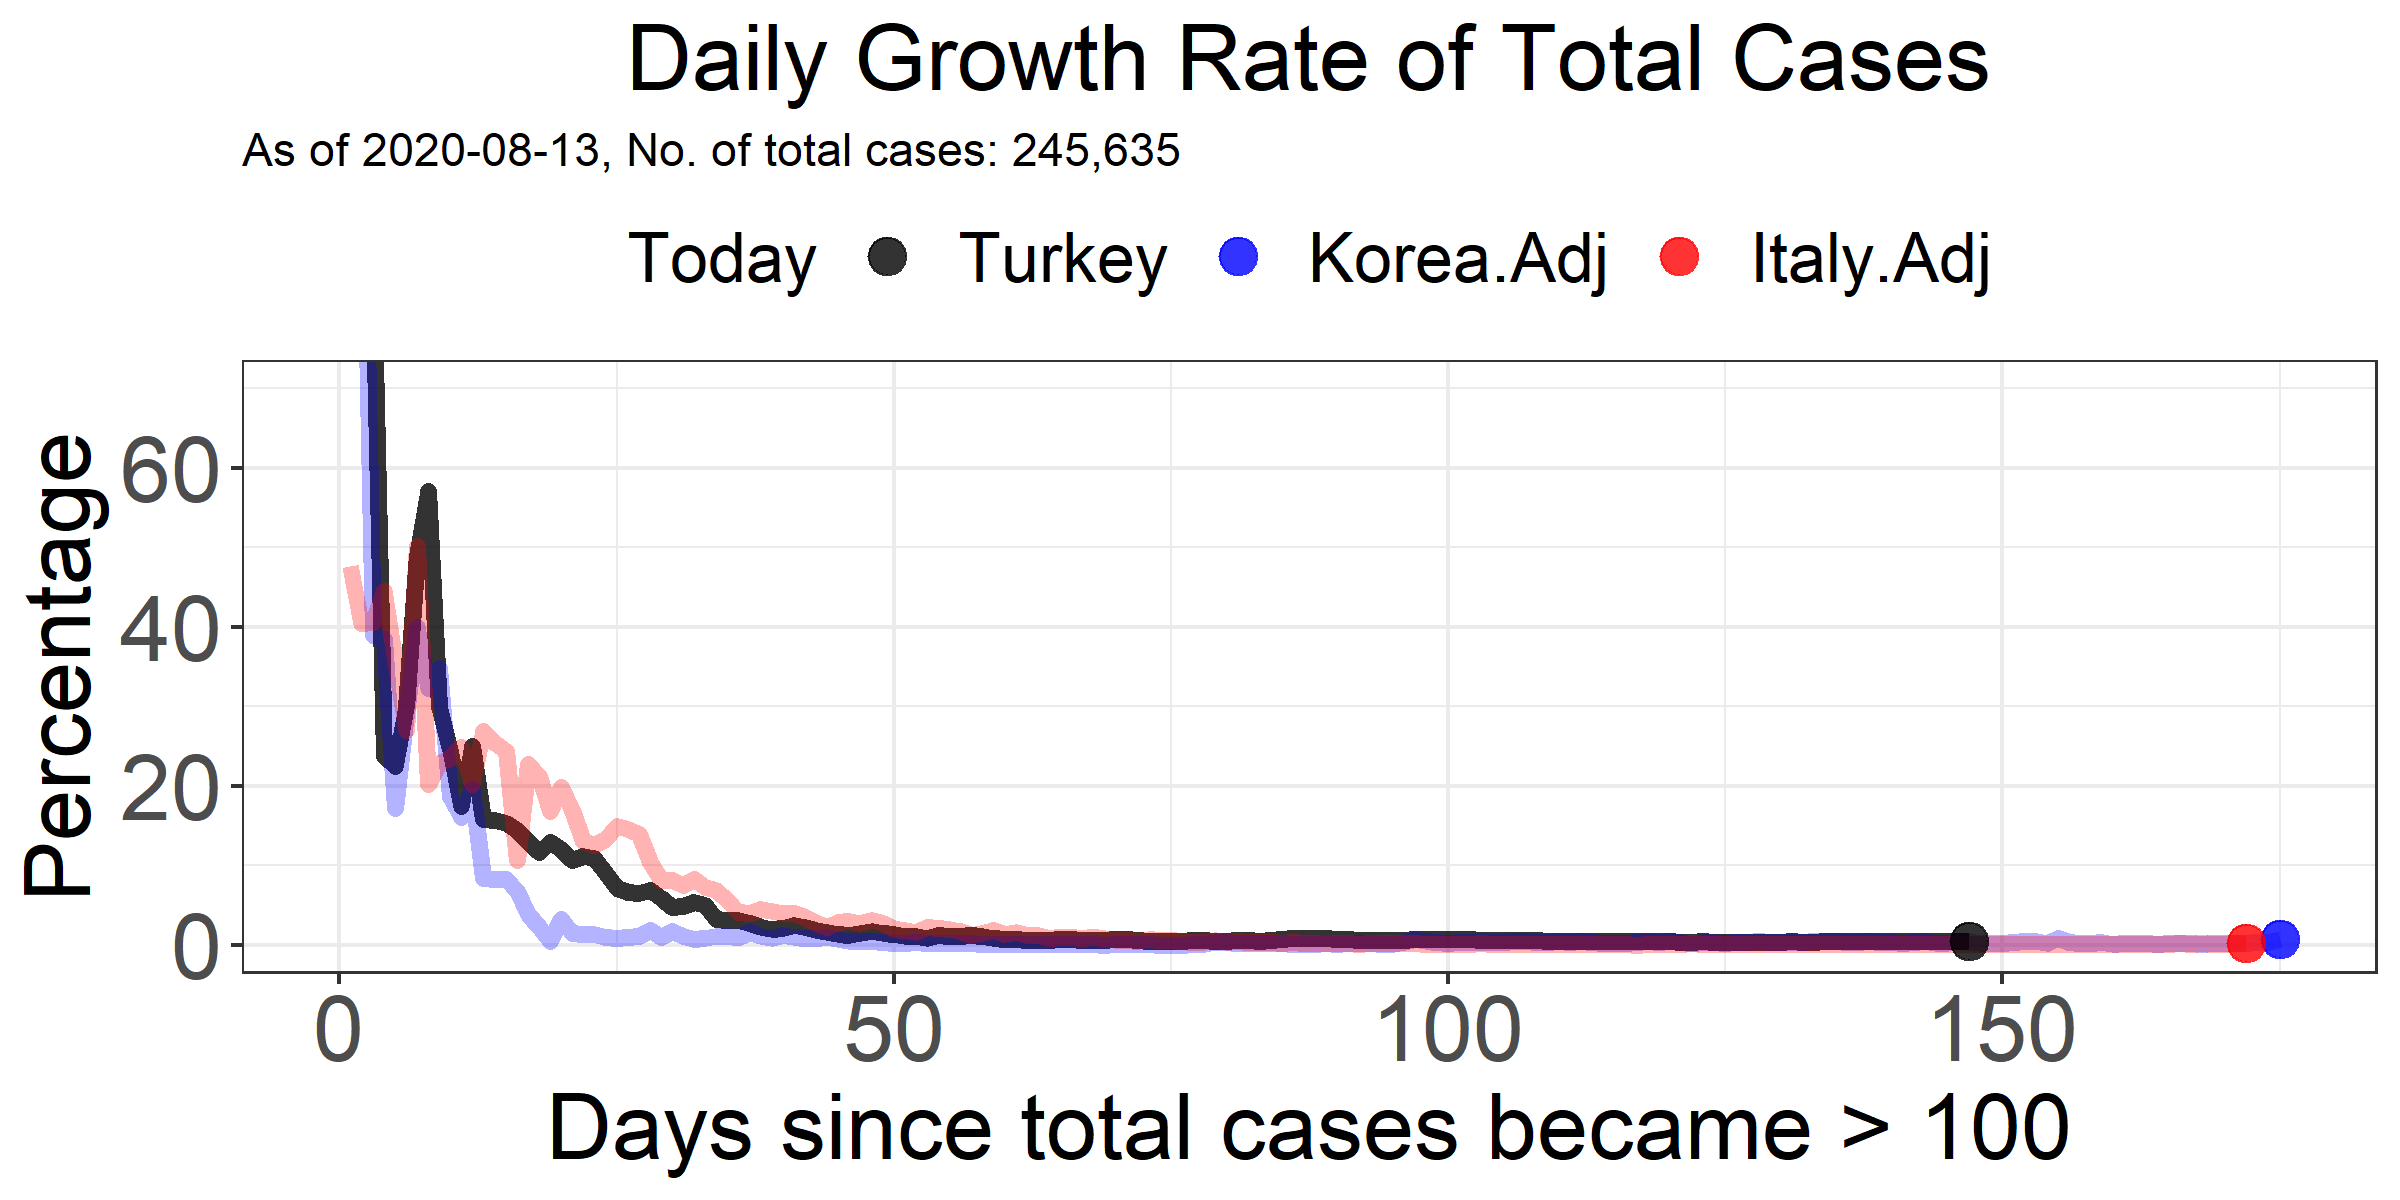 Daily Growth Rate of Total Cases
As of 2020-08-13, No. of total cases: 245,635
Today Turkey Korea.Adj Italy.Adj
Percentage
60
40
20
0
0 50 100 150
Days since total cases became > 100